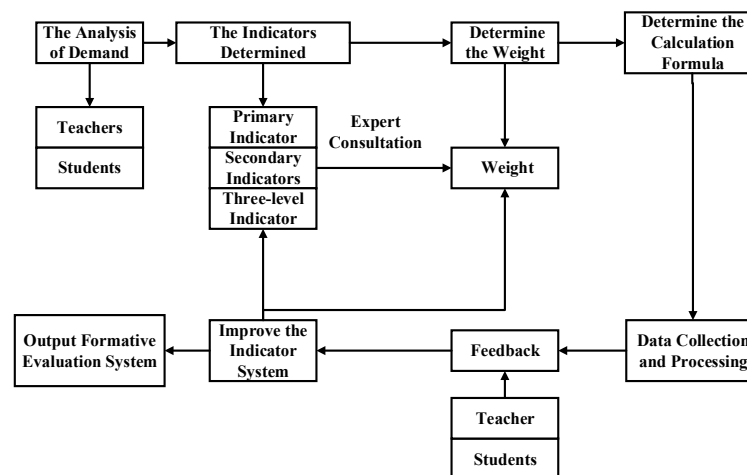 The Analysis
of Demand
The Indicators
Determined
Determine
the Weight
Determine the
Calculation
Formula
Teachers
Students
Primary
Indicator
Secondary
Indicators
Three-level
Indicator
Expert
Consultation
Weight
Output Formative
Evaluation System
Improve the
Indicator
System
Feedback
Data Collection
and Processing
Teacher
Students